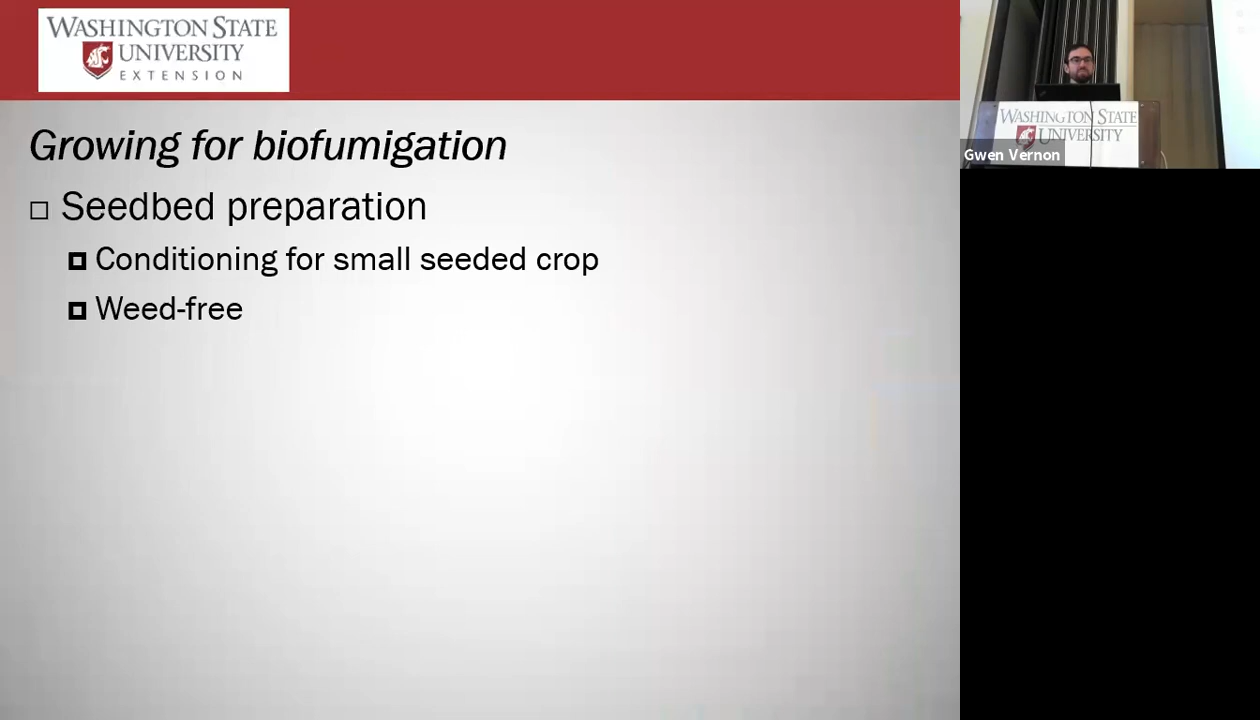 WASHINGTON STATE
UNIVERSITY
EXTENSION
Growing for biofumigation
Seedbed preparation
Conditioning for small seeded crop
Weed-free
WASHINGTON STATE
UNIVERSITY
Gwen Vernon